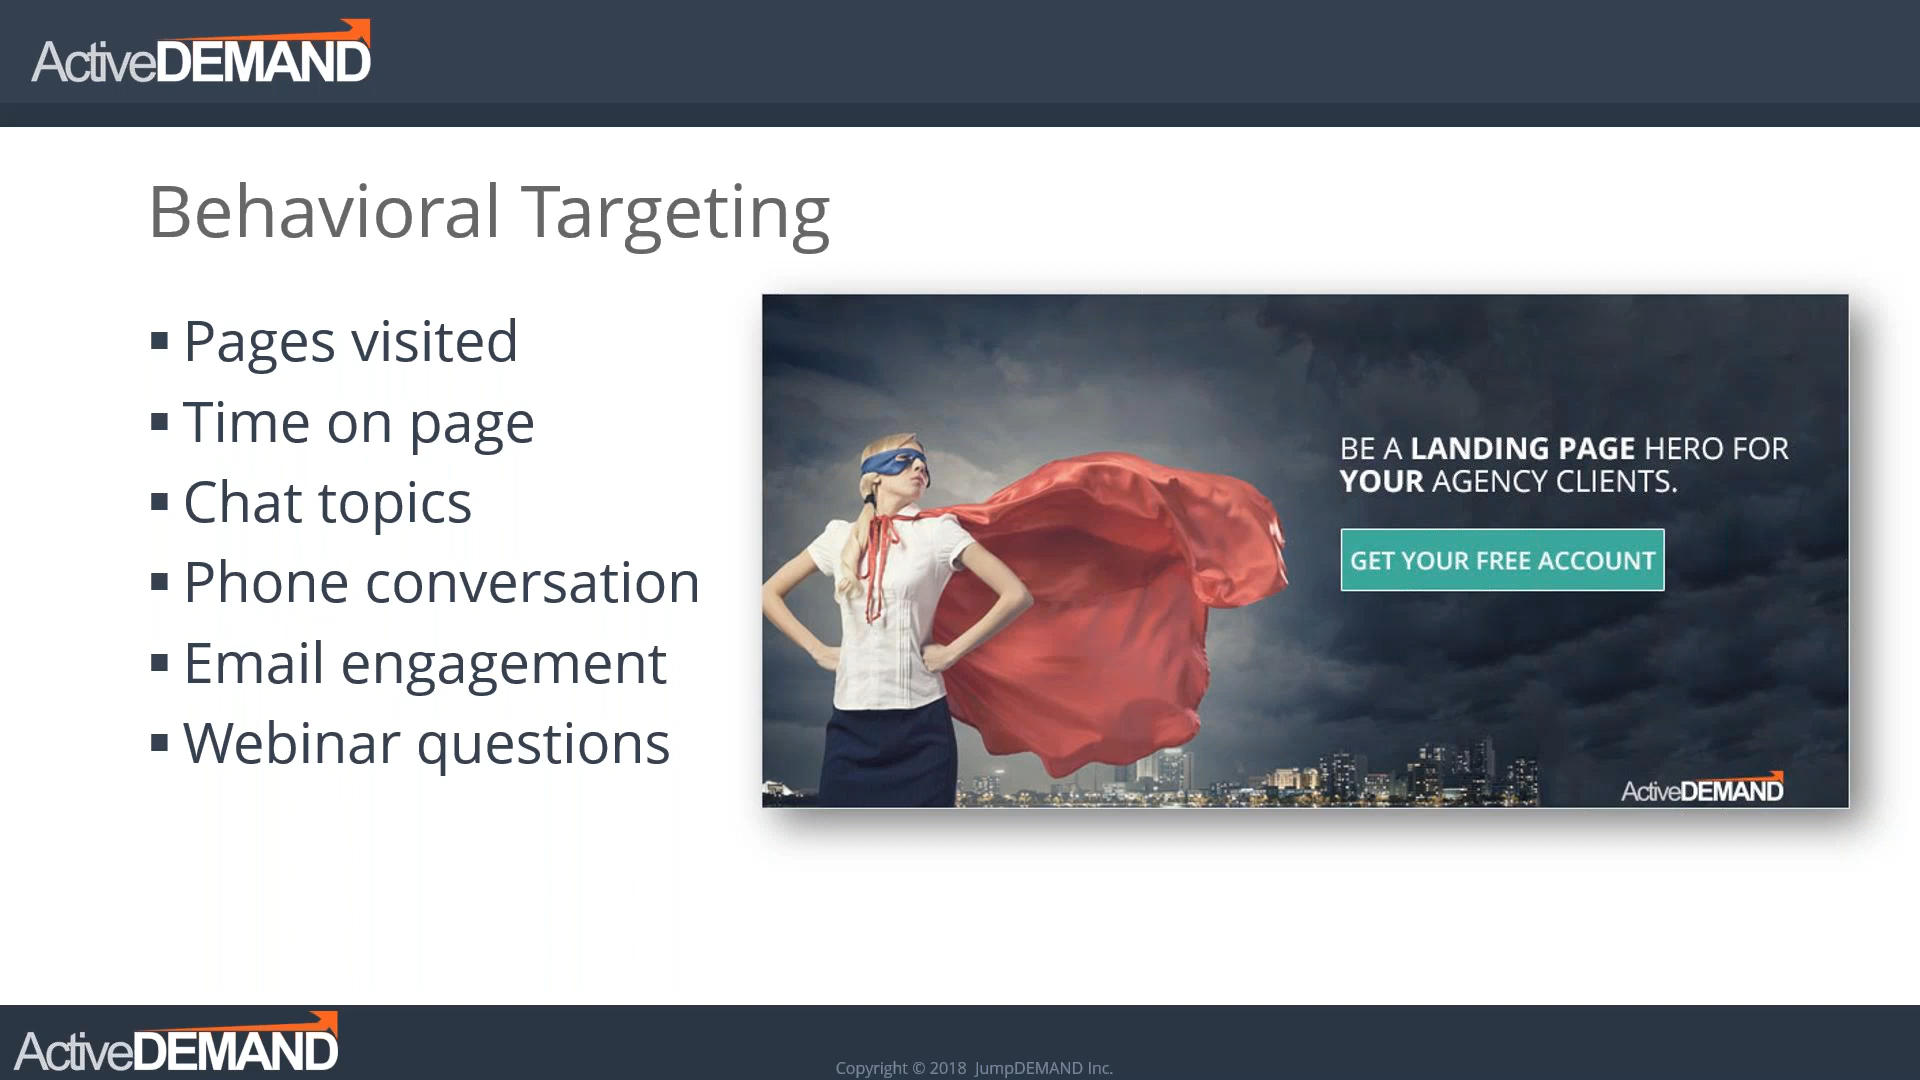 ActiveDEMAND
Behavioral Targeting
▪ Pages visited
▪ Time on page
▪ Chat topics
▪ Phone conversation
▪ Email engagement
▪ Webinar questions
BE A LANDING PAGE HERO FOR
YOUR AGENCY CLIENTS.
GET YOUR FREE ACCOUNT
ActiveDEMAND
ActiveDEMAND
Copyright © 2018 JumpDEMAND Inc.